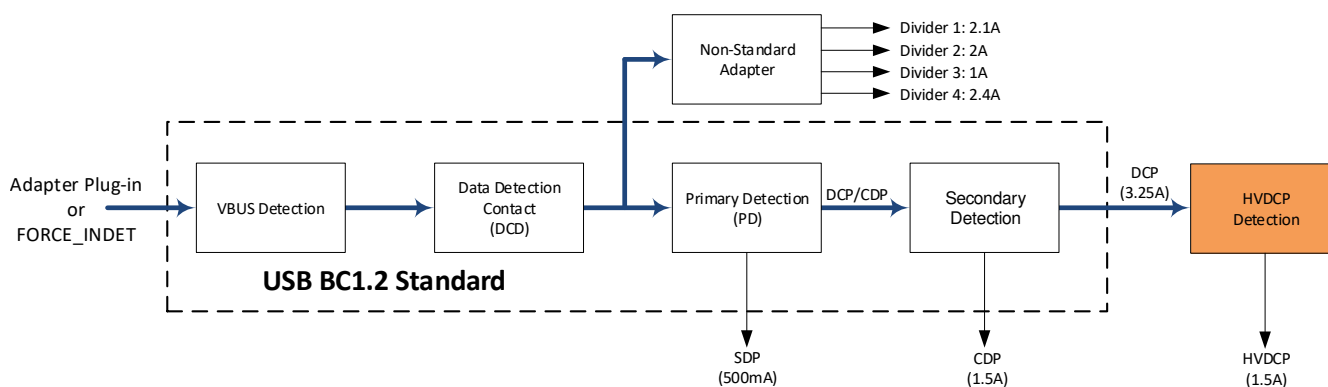 Non-Standard
Adapter
Divider 1: 2.1A
Divider 2: 2A
Divider 3: 1A
Divider 4: 2.4A
Adapter Plug-in
or
FORCE_INDET
VBUS Detection
Data Detection
Contact
(DCD)
Primary Detection
(PD)
DCP/CDP
Secondary
Detection
DCP
(3.25A)
HVDCP
Detection
USB BC1.2 Standard
SDP
(500mA)
CDP
(1.5A)
HVDCP
(1.5A)